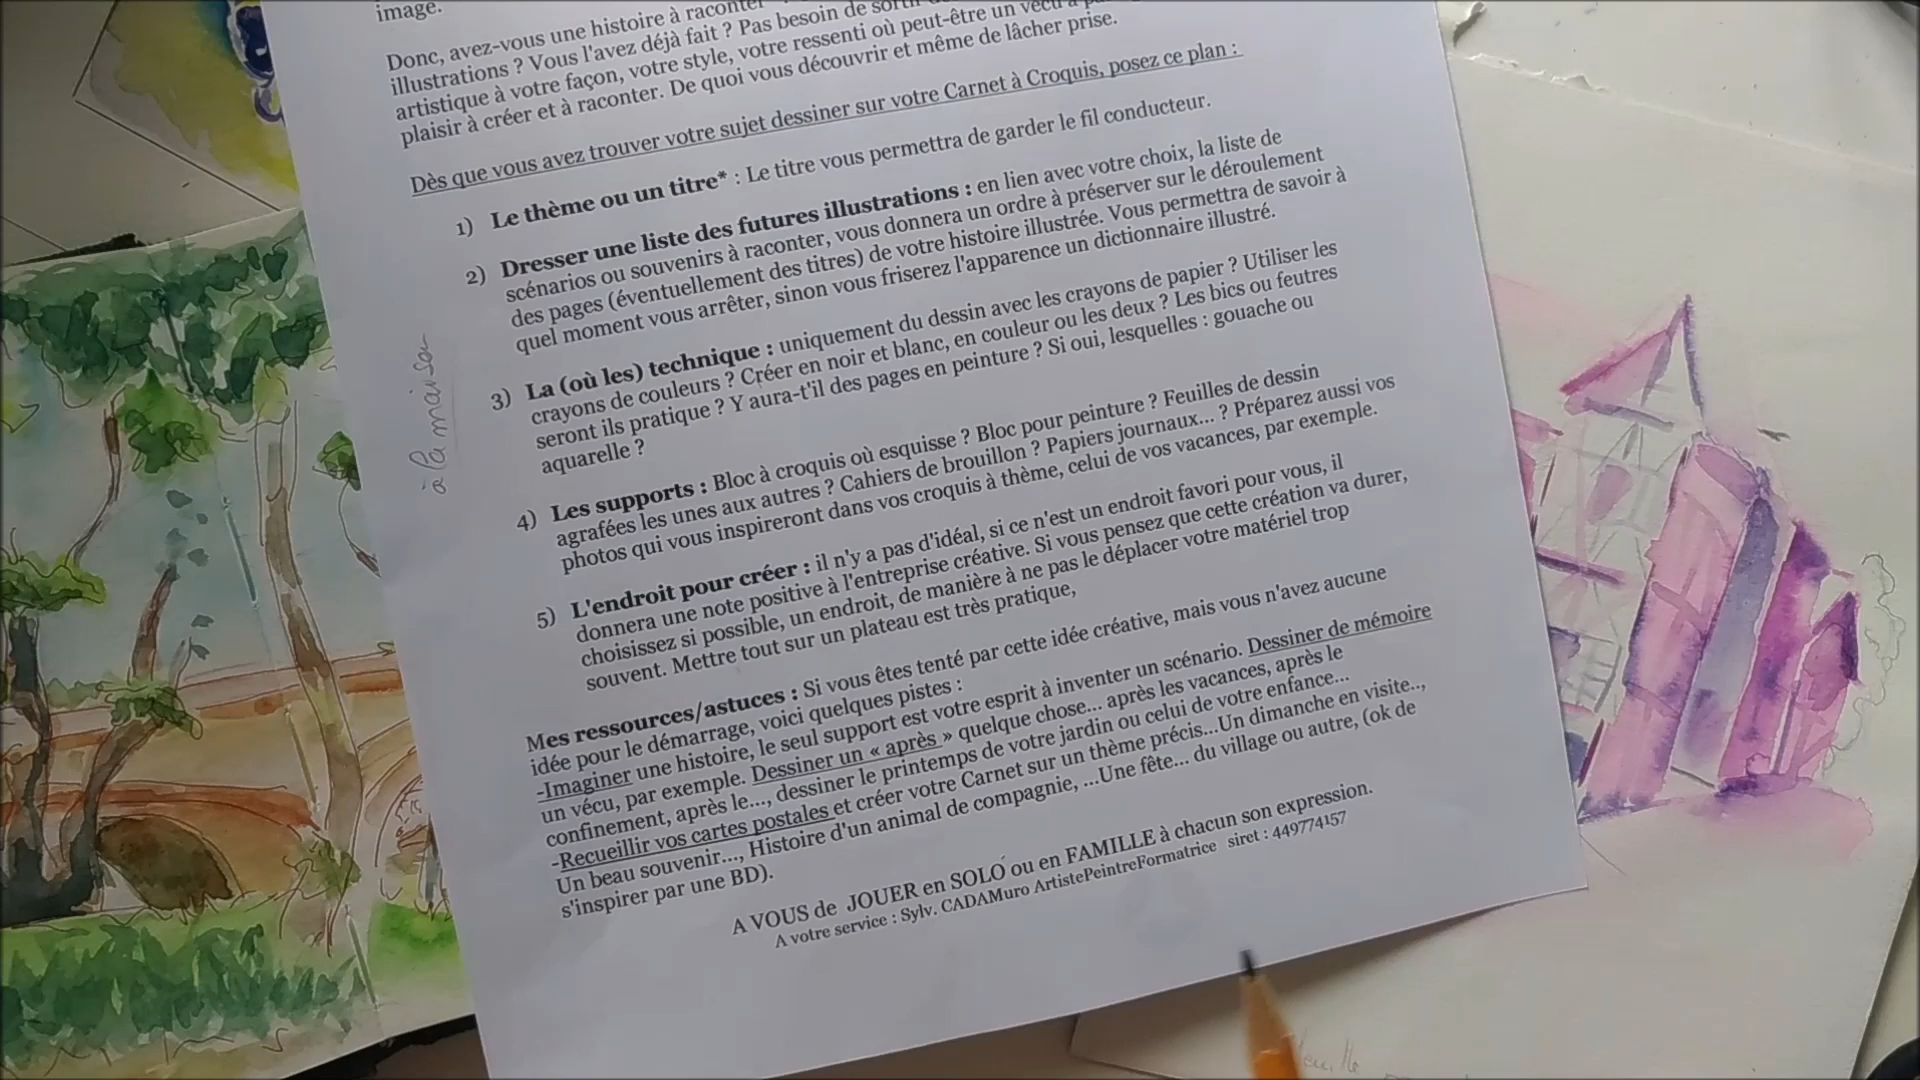 image.
Donc, avez-vous une histoire à raconter
illustrations ? Vous l'avez déjà fait ? Pas besoin de sortir
artistique à votre façon, votre style, votre ressenti où peut-être un vécu à
plaisir à créer et à raconter. De quoi vous découvrir et même de lâcher prise.
Dès que vous avez trouver votre sujet dessiner sur votre Carnet à Croquis, posez ce plan :
1) Le thème ou un titre* : Le titre vous permettra de garder le fil conducteur.
2) Dresser une liste des futures illustrations : en lien avec votre choix, la liste de
scénarios ou souvenirs à raconter, vous donnera un ordre à préserver sur le déroulement
des pages (éventuellement des titres) de votre histoire illustrée. Vous permettra de savoir à
quel moment vous arrêter, sinon vous friserez l'apparence un dictionnaire illustré.
3) La (où les) technique : uniquement du dessin avec les crayons de papier ? Utiliser les
crayons de couleurs ? Créer en noir et blanc, en couleur ou les deux ? Les bics ou feutres
seront ils pratique ? Y aura-t'il des pages en peinture ? Si oui, lesquelles : gouache ou
aquarelle ?
à la maison
4) Les supports : Bloc à croquis où esquisse ? Bloc pour peinture ? Feuilles de dessin
agrafées les unes aux autres ? Cahiers de brouillon ? Papiers journaux... ? Préparez aussi vos
photos qui vous inspireront dans vos croquis à thème, celui de vos vacances, par exemple.
5) L'endroit pour créer : il n'y a pas d'idéal, si ce n'est un endroit favori pour vous, il
donnera une note positive à l'entreprise créative. Si vous pensez que cette création va durer,
choisissez si possible, un endroit, de manière à ne pas le déplacer votre matériel trop
souvent. Mettre tout sur un plateau est très pratique,
Mes ressources/astuces : Si vous êtes tenté par cette idée créative, mais vous n'avez aucune
idée pour le démarrage, voici quelques pistes :
-Imaginer une histoire, le seul support est votre esprit à inventer un scénario. Dessiner de mémoire
un vécu, par exemple. Dessiner un « après » quelque chose... après les vacances, après le
confinement, après le..., dessiner le printemps de votre jardin ou celui de votre enfance...
-Recueillir vos cartes postales et créer votre Carnet sur un thème précis...Un dimanche en visite..,
Un beau souvenir..., Histoire d'un animal de compagnie, ...Une fête... du village ou autre, (ok de
s'inspirer par une BD).
A VOUS de JOUER en SOLO ou en FAMILLE à chacun son expression.
A votre service : Sylv. CADAMuro ArtistePeintreFormatrice siret : 449774157